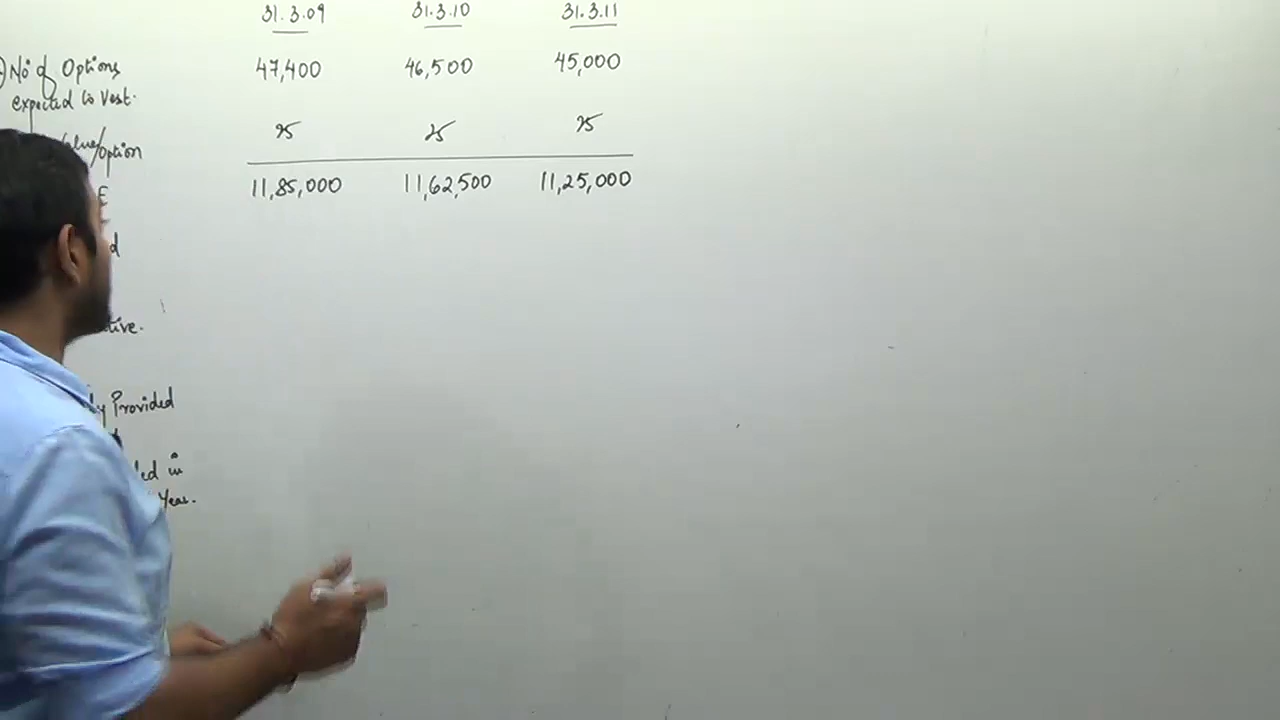 31.3.09 31.3.10 31.3.11
No of Options 47,400 46,500 45,000
expected to Vest.
25 25 25
/Option
11,85,000 11,62,500 11,25,000
Provided
in
Year.